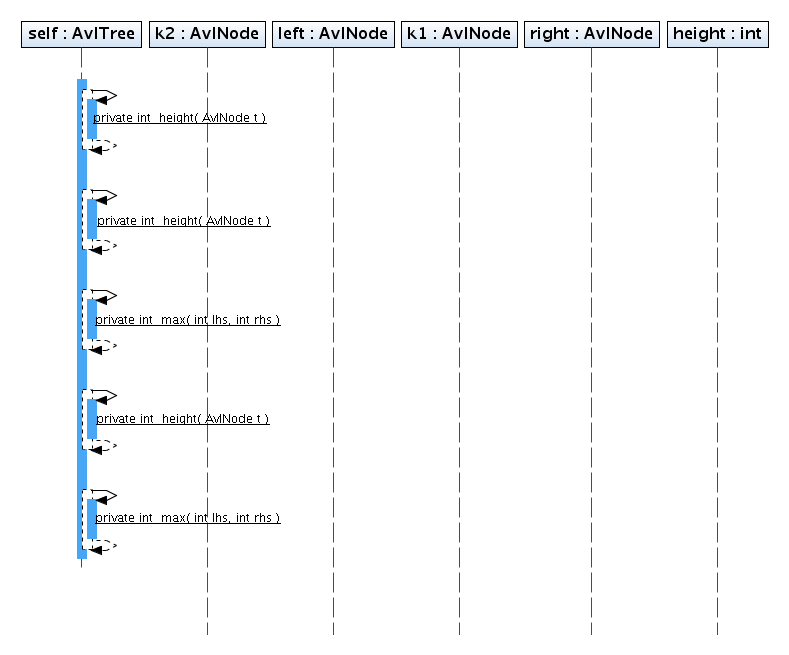 self : AvlTree k2 : AvlNode left : AvlNode k1 : AvlNode right : AvlNode height : int
private int height( AvlNode t )
private int height( AvlNode t )
private int max( int lhs, int rhs )
private int height( AvlNode t )
private int max( int lhs, int rhs )